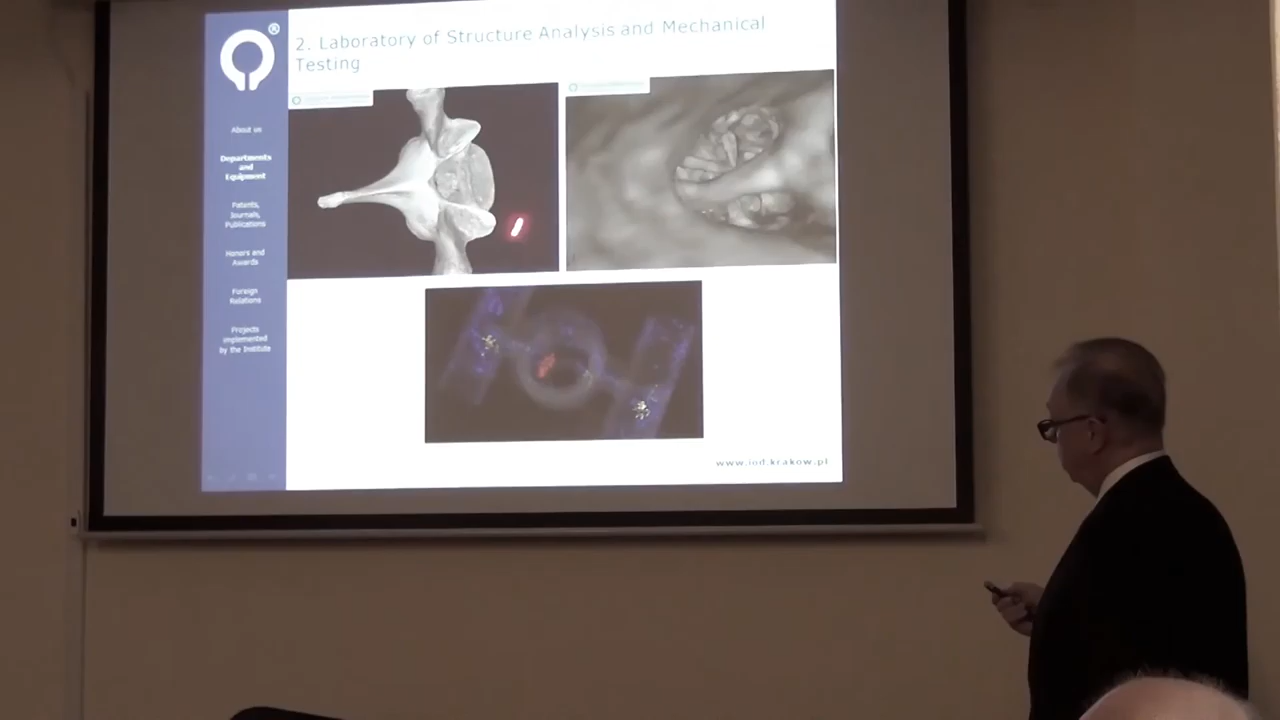 ®
2. Laboratory of Structure Analysis and Mechanical
Testing
About us
Departments
and
Equipment
Patents,
Journals,
Publications
Honors and
Awards
Foreign
Relations
Projects
implemented
by the Institute
www.iod.krakow.pl